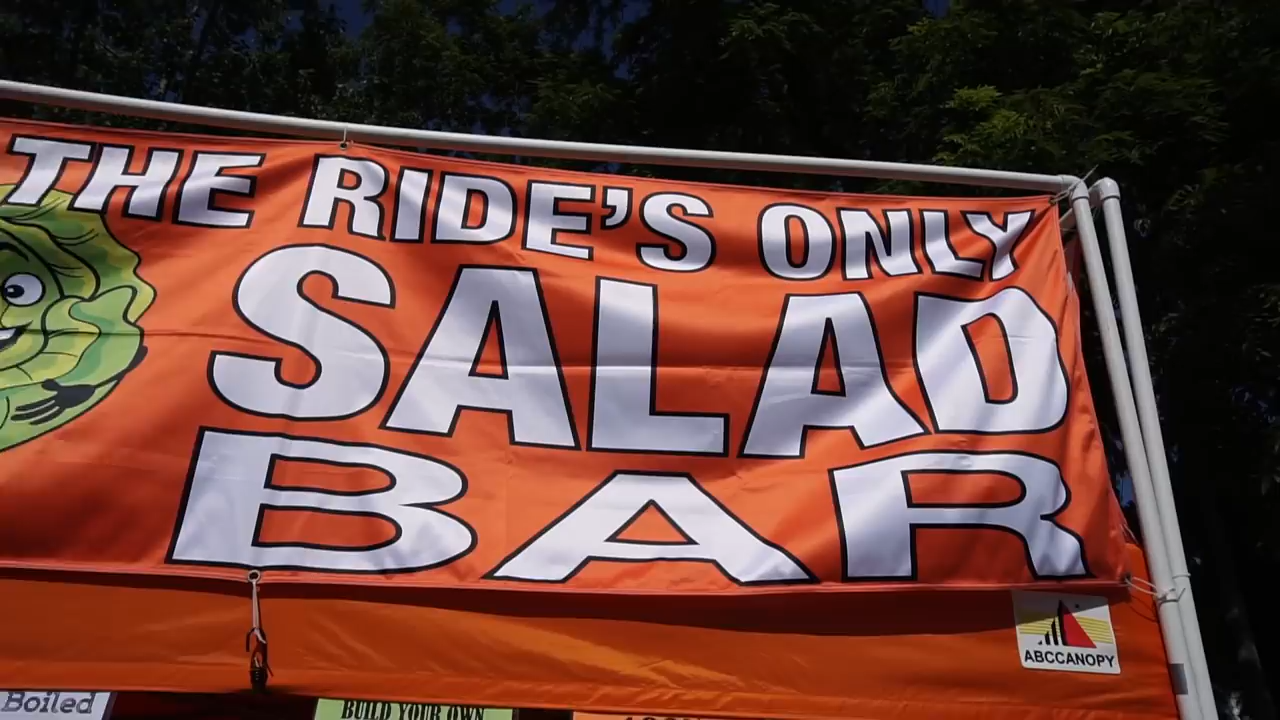 THE RIDE'S ONLY
SALAD
BAR
ABCCANOPY
Boiled
BUILD YOUR OWN